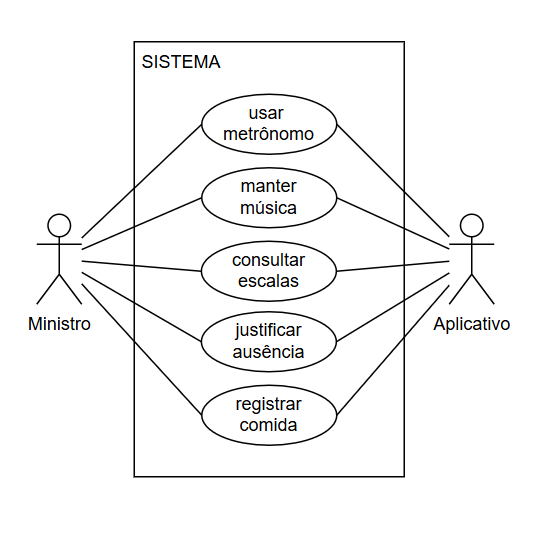 SISTEMA
usar
metrônomo
manter
música
consultar
escalas
Ministro
Aplicativo
justificar
ausência
registrar
comida